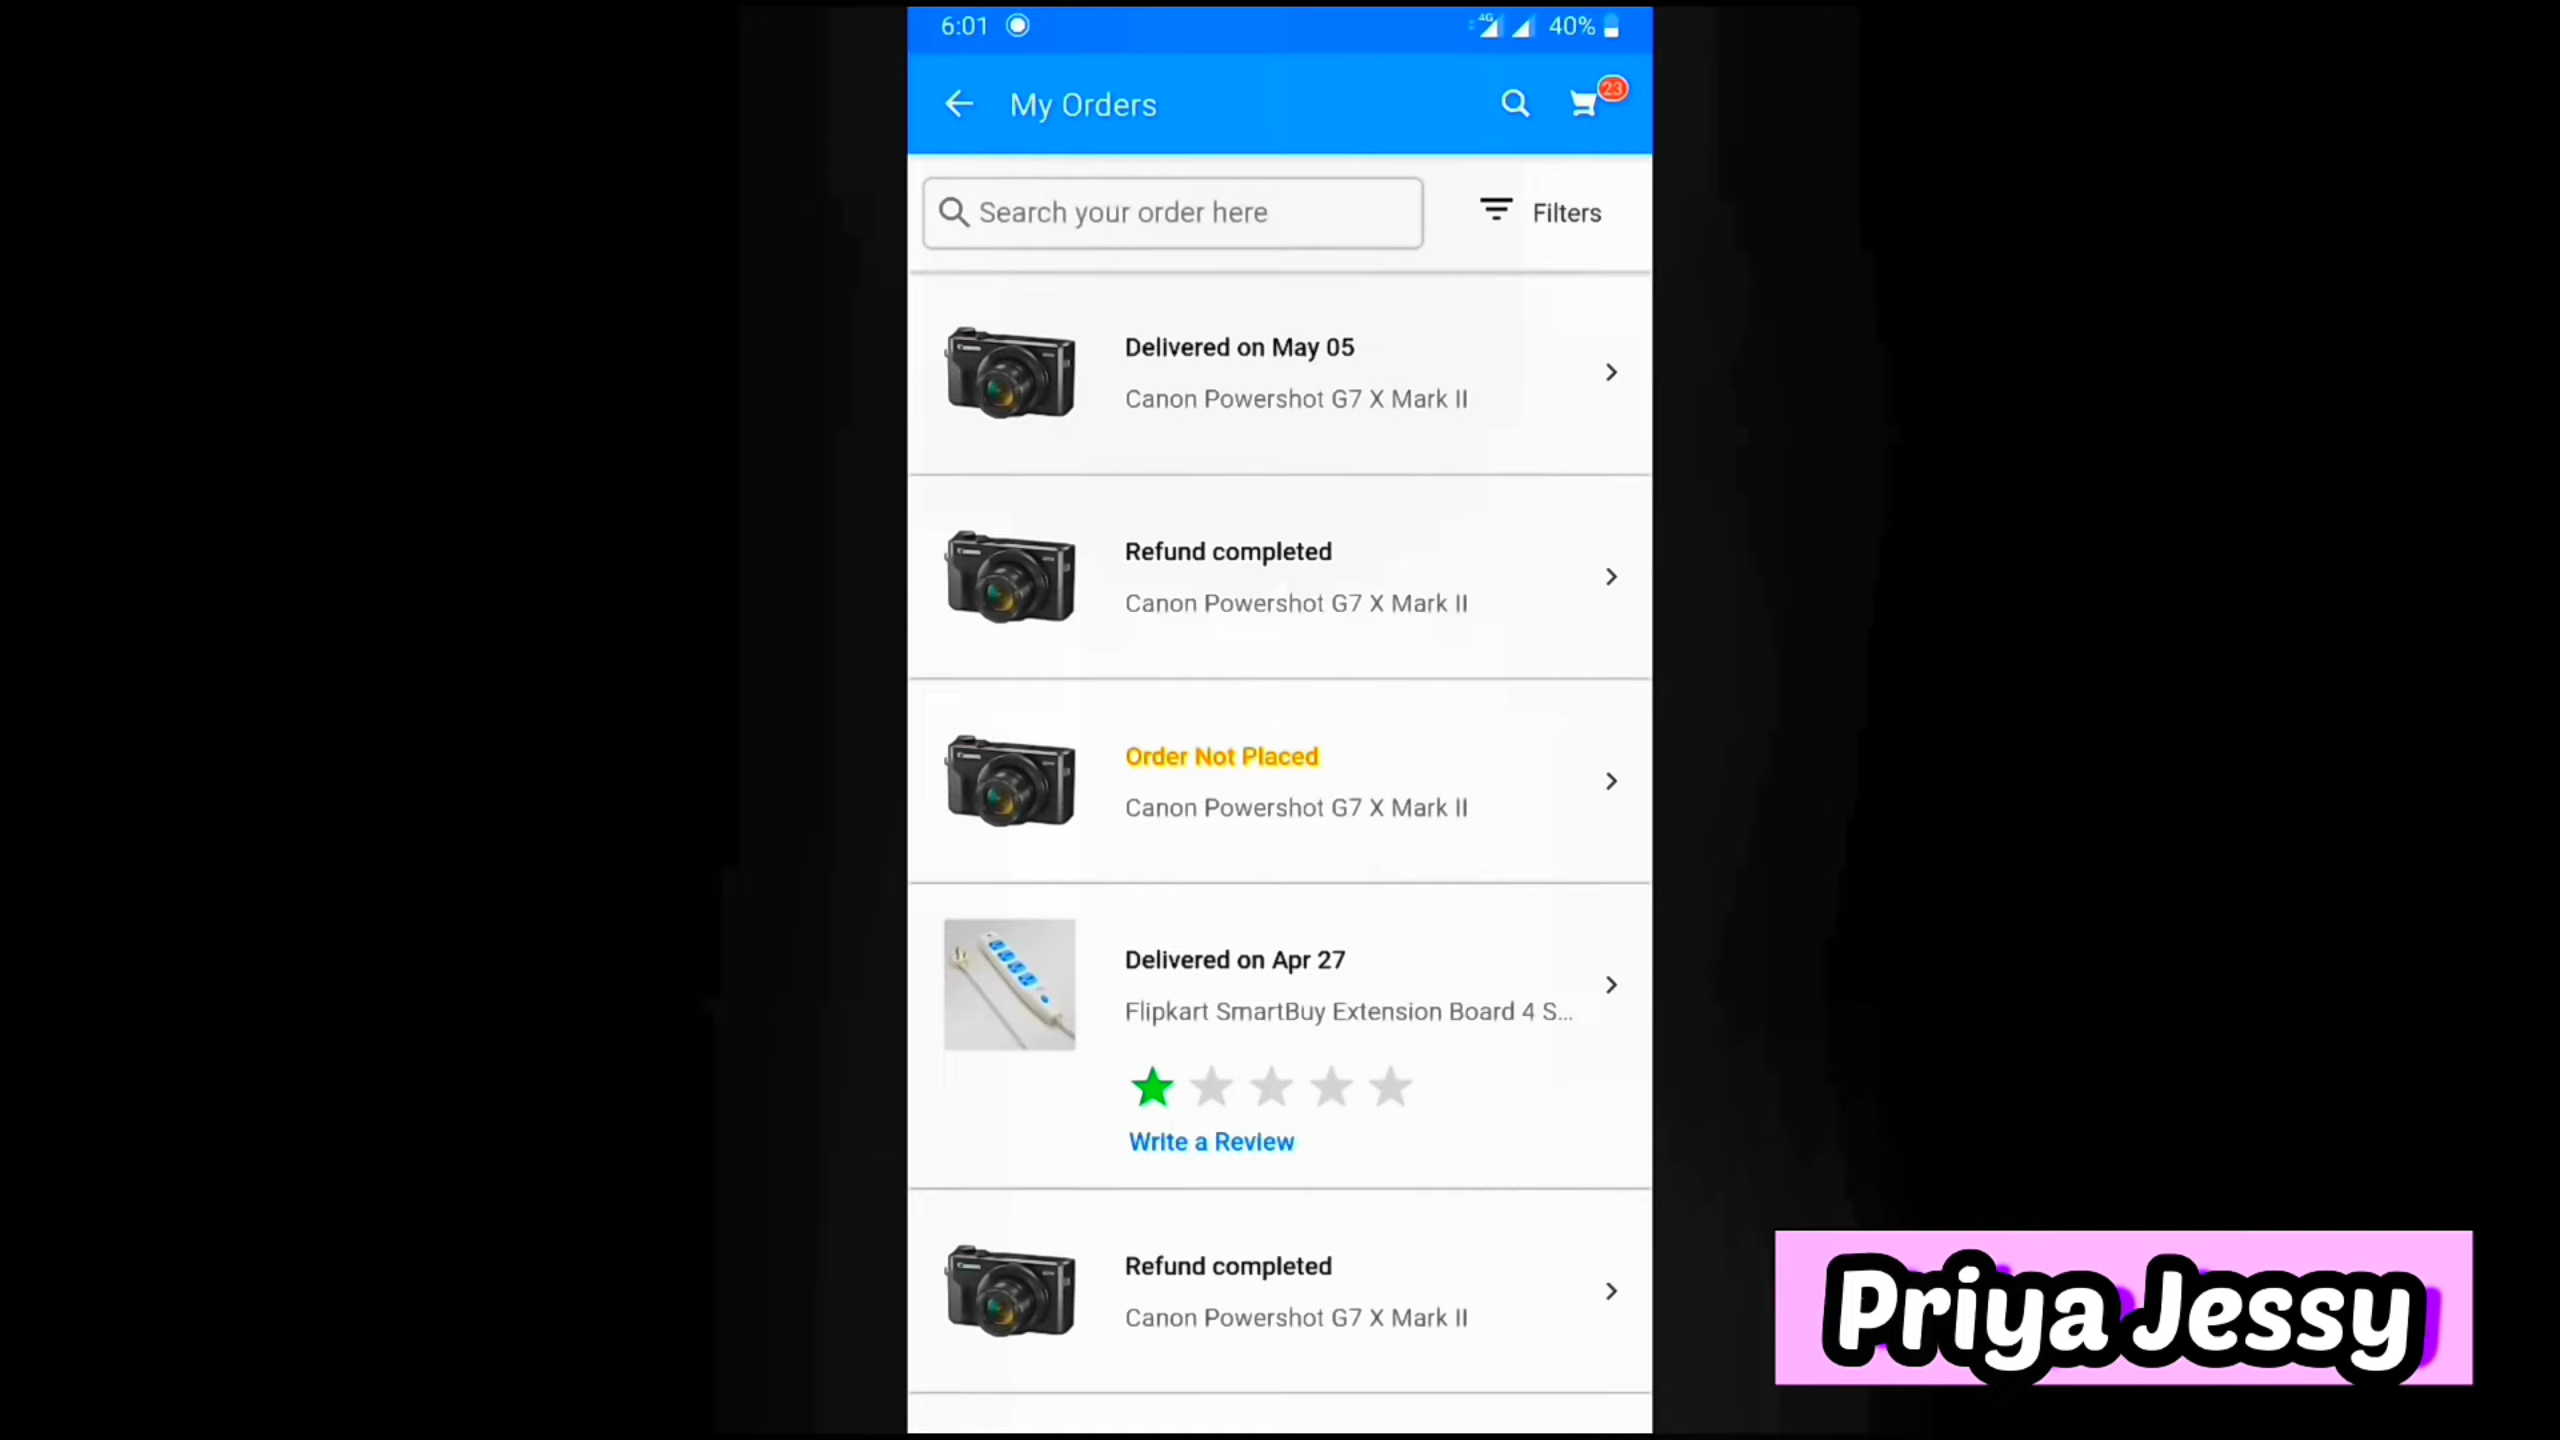 6:01
4G
40%
My Orders
23
Search your order here
Filters
Delivered on May 05
Canon Powershot G7 X Mark II
Refund completed
Canon Powershot G7 X Mark II
Order Not Placed
Canon Powershot G7 X Mark II
Delivered on Apr 27
Flipkart SmartBuy Extension Board 4 S...
Write a Review
Refund completed
Canon Powershot G7 X Mark II
Priya Jessy